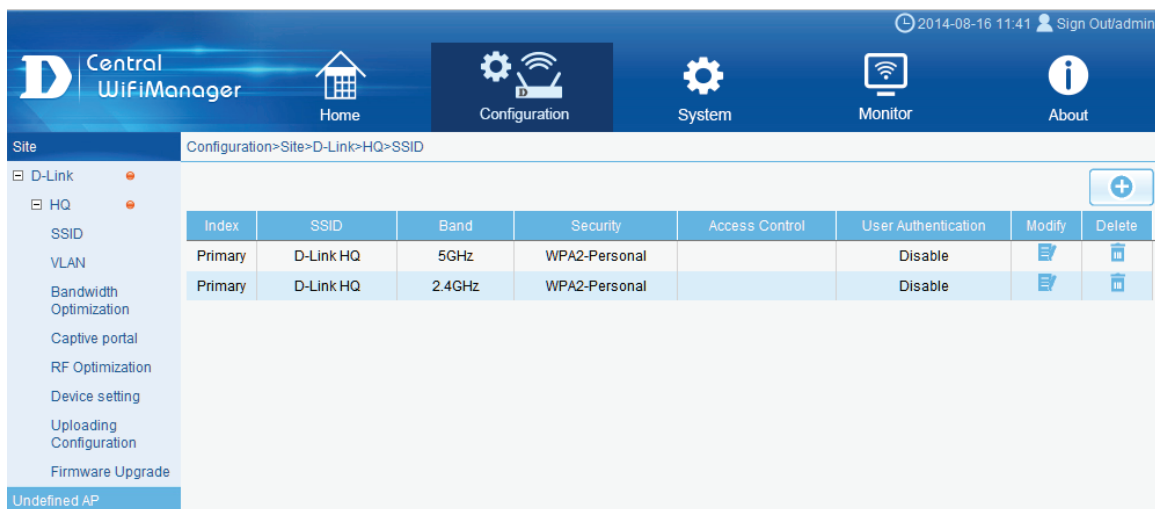 2014-08-16 11:41 Sign Out/admin
D Central
WiFiManager
Home
D
Configuration
System
Monitor
About
Site
Configuration>Site>D-Link>HQ>SSID
D-Link
HQ
SSID
VLAN
Bandwidth
Optimization
Captive portal
RF Optimization
Device setting
Uploading
Configuration
Firmware Upgrade
Undefined AP
Index SSID Band Security Access Control User Authentication Modify Delete
Primary D-Link HQ 5GHz WPA2-Personal Disable
Primary D-Link HQ 2.4GHz WPA2-Personal Disable